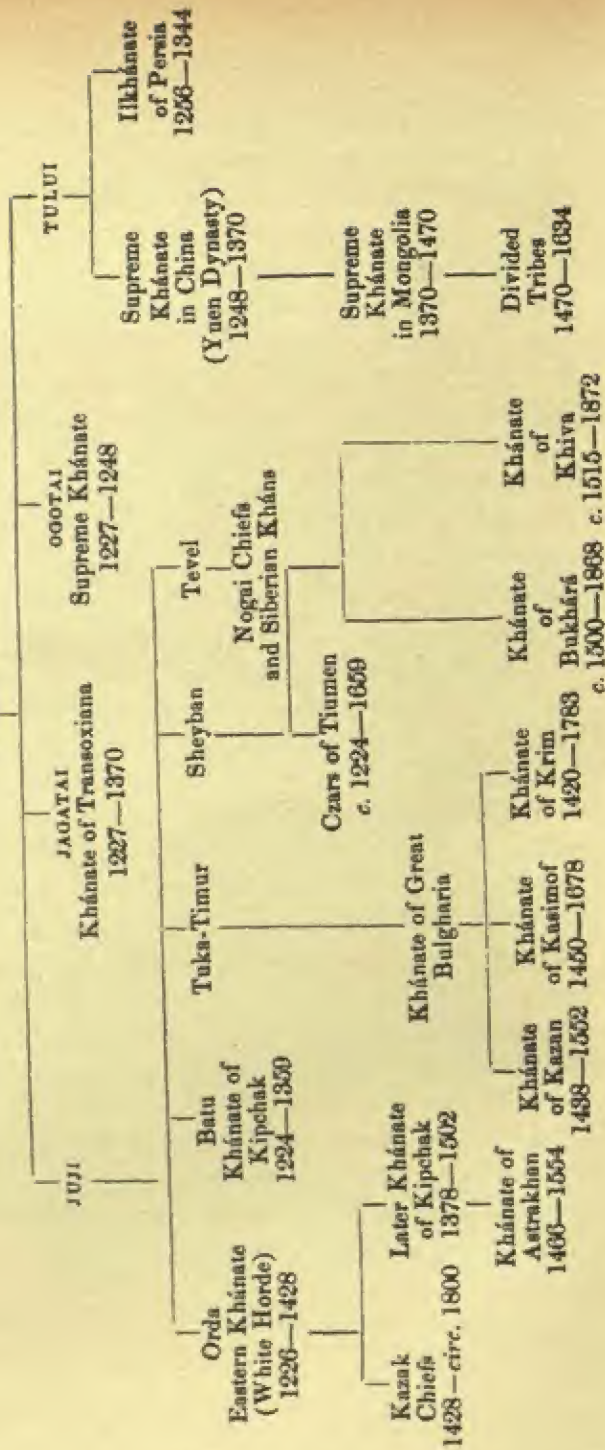 JUJI
JAGATAI
Khánate of Transoxiana
1227—1370
OGOTAI
Supreme Khánate
1227—1248
TULUI
Orda
Eastern Khánate
(White Horde)
1226—1428
Batu
Khánate of
Kipchak
1224—1359
Tuka-Timur
Sheyban
Tevel
Nogai Chiefs
and Siberian Kháns
Supreme
Khánate
in China
(Yuen Dynasty)
1248—1370
Ilkhánate
of Persia
1256—1344
Czars of Tiumen
c. 1224—1659
Supreme
Khánate
in Mongolia
1370—1470
Kazak
Chiefs
1428—circ. 1800
Later Khánate
of Kipchak
1378—1502
Khánate of Great
Bulgharia
Khánate of
Astrakhan
1466—1554
Khánate
of Kazan
1438—1552
Khánate
of Kasimof
1450—1678
Khánate
of Krim
1420—1783
Khánate
of
Bukhárá
c. 1500—1868
Khánate
of
Khiva
c. 1515—1872
Divided
Tribes
1470—1634